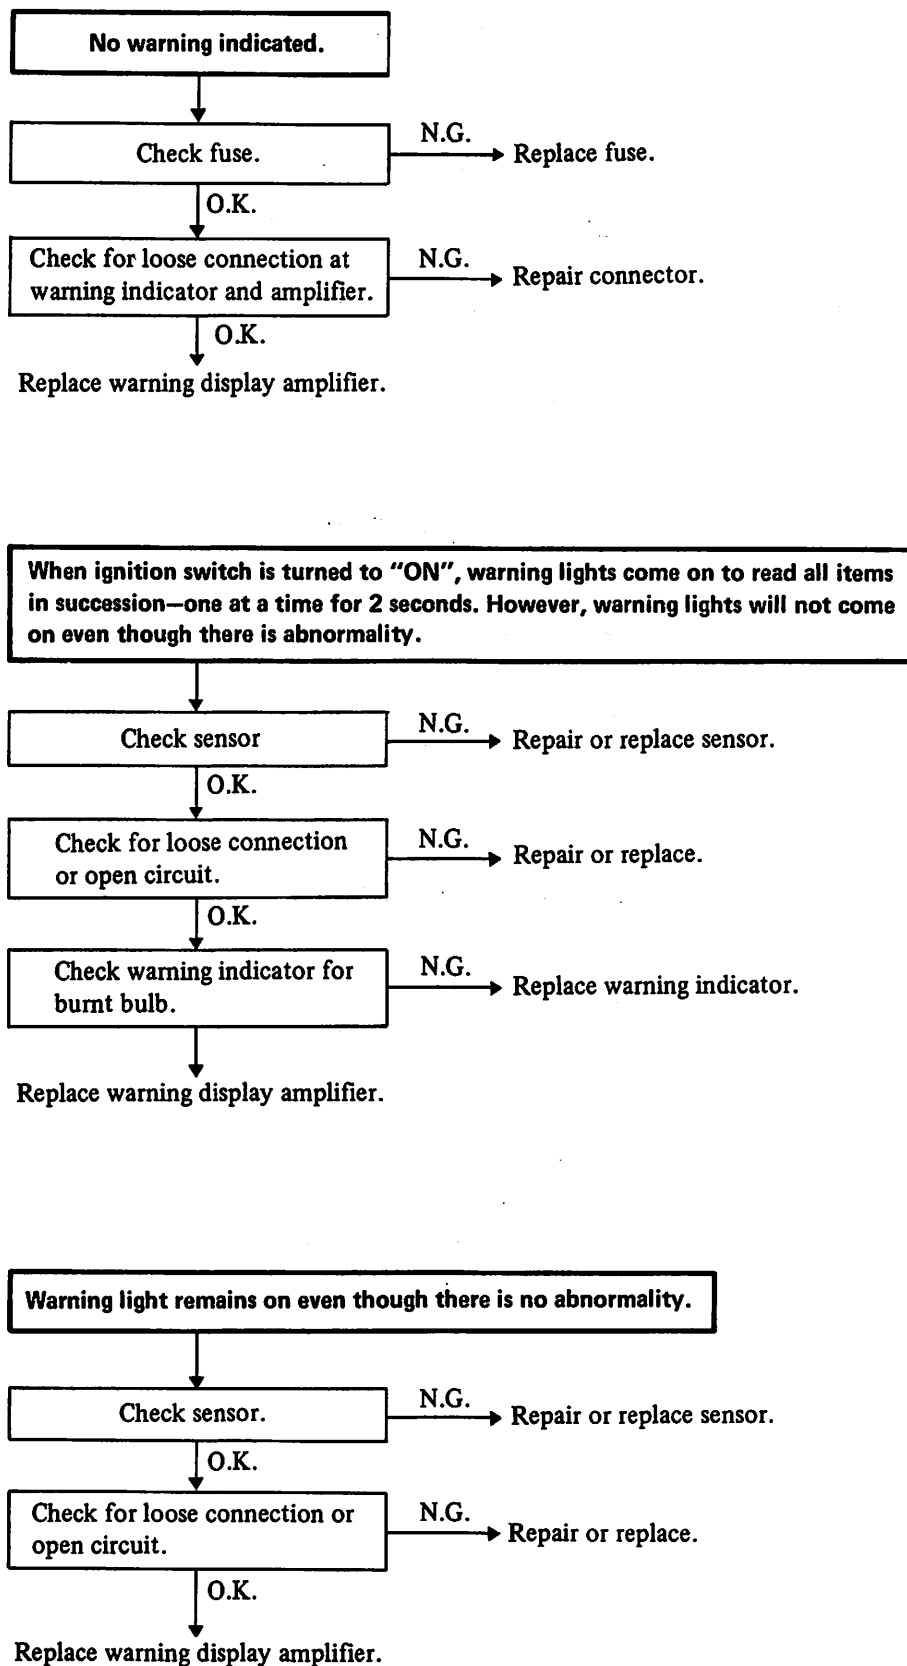 No warning indicated.
Check fuse.
N.G.
Replace fuse.
O.K.
Check for loose connection at
warning indicator and amplifier.
N.G.
Repair connector.
O.K.
Replace warning display amplifier.
When ignition switch is turned to “ON”, warning lights come on to read all items
in succession—one at a time for 2 seconds. However, warning lights will not come
on even though there is abnormality.
Check sensor
N.G.
Repair or replace sensor.
O.K.
Check for loose connection
or open circuit.
N.G.
Repair or replace.
O.K.
Check warning indicator for
burnt bulb.
N.G.
Replace warning indicator.
Replace warning display amplifier.
Warning light remains on even though there is no abnormality.
Check sensor.
N.G.
Repair or replace sensor.
O.K.
Check for loose connection or
open circuit.
N.G.
Repair or replace.
O.K.
Replace warning display amplifier.